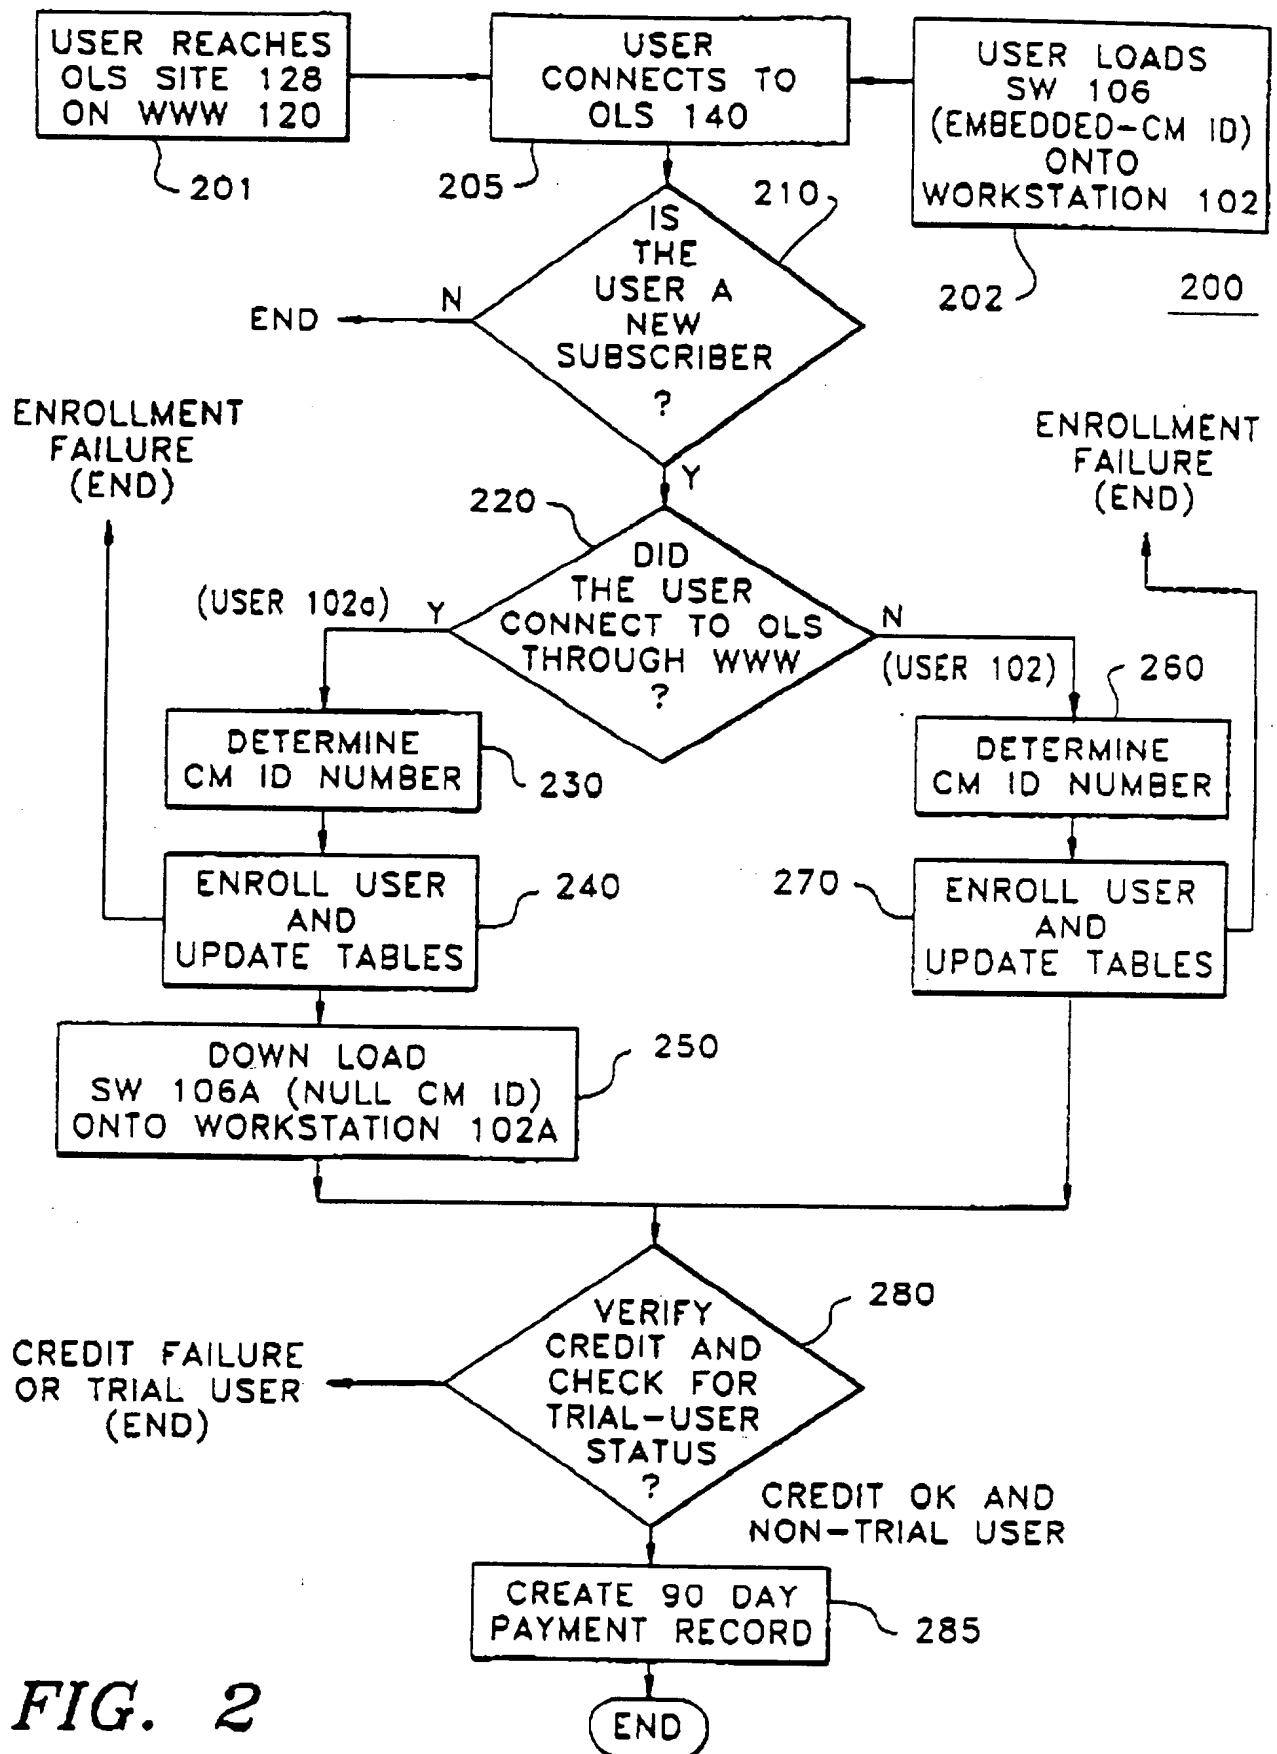 USER REACHES
OLS SITE 128
ON WWW 120
201
USER
CONNECTS TO
OLS 140
205
USER LOADS
SW 106
(EMBEDDED-CM ID)
ONTO
WORKSTATION 102
202
200
210
IS
THE
USER A
NEW
SUBSCRIBER
?
N
END
Y
ENROLLMENT
FAILURE
(END)
ENROLLMENT
FAILURE
(END)
220
DID
THE USER
CONNECT TO OLS
THROUGH WWW
?
(USER 102a)
Y
N
(USER 102)
DETERMINE
CM ID NUMBER
230
260
DETERMINE
CM ID NUMBER
ENROLL USER
AND
UPDATE TABLES
240
270
ENROLL USER
AND
UPDATE TABLES
DOWN LOAD
SW 106A (NULL CM ID)
ONTO WORKSTATION 102A
250
280
VERIFY
CREDIT AND
CHECK FOR
TRIAL-USER
STATUS
?
CREDIT FAILURE
OR TRIAL USER
(END)
CREDIT OK AND
NON-TRIAL USER
CREATE 90 DAY
PAYMENT RECORD
285
END
FIG. 2